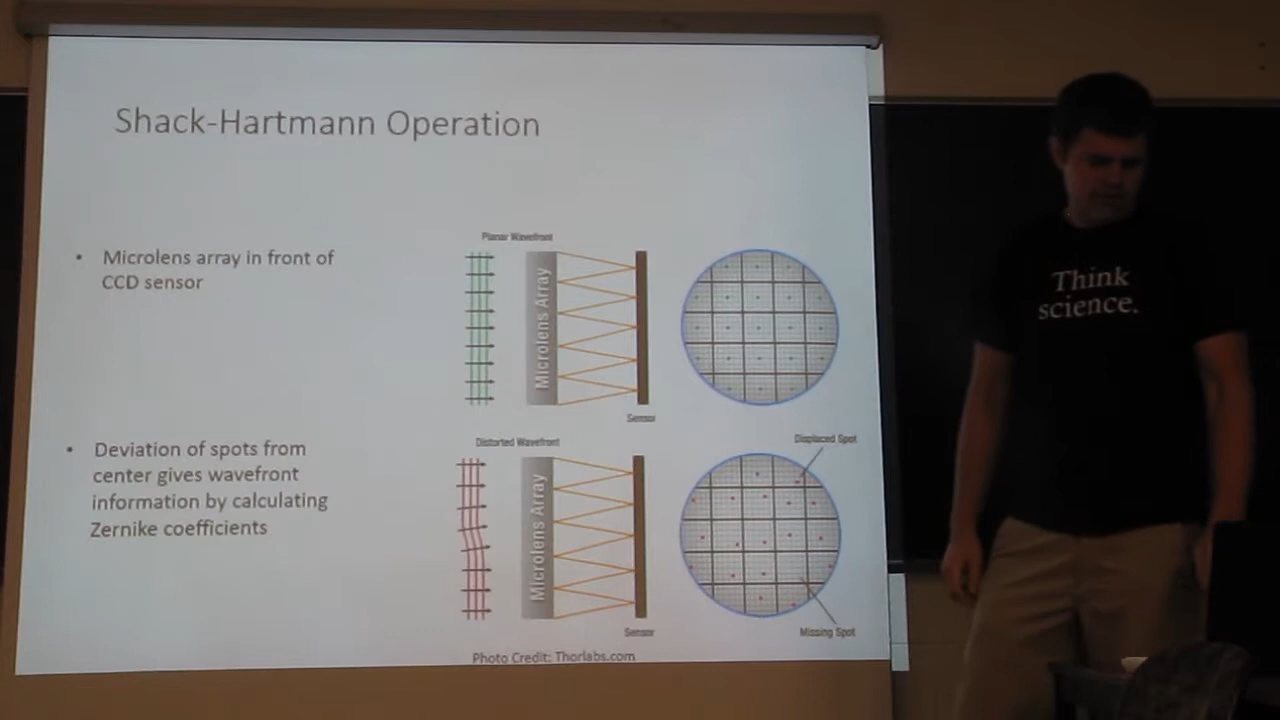 Shack-Hartmann Operation
• Microlens array in front of
CCD sensor
• Deviation of spots from
center gives wavefront
information by calculating
Zernike coefficients
Planar Wavefront
Microlens Array
Sensor
Distorted Wavefront
Microlens Array
Sensor
Displaced Spot
Missing Spot
Photo Credit: Thorlabs.com
Think
science.